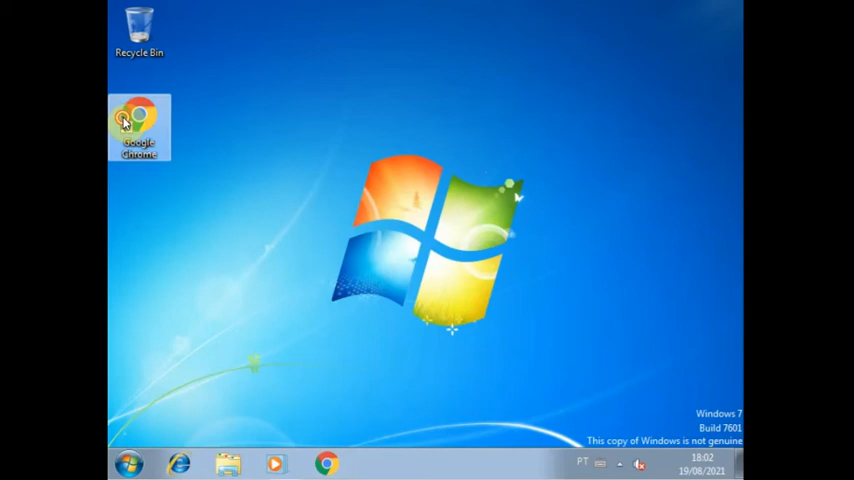 Recycle Bin
Google
Chrome
Windows 7
Build 7601
This copy of Windows is not genuine
PT
18:02
19/08/2021